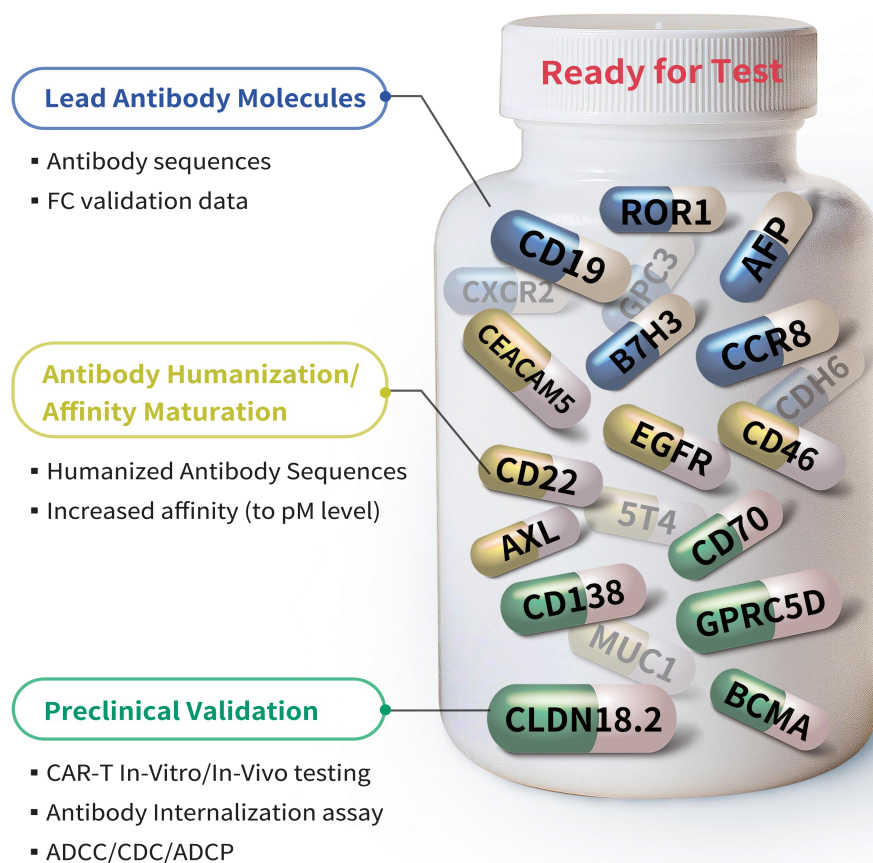 Ready for Test
Lead Antibody Molecules
▪ Antibody sequences
▪ FC validation data
ROR1
CD19
AFP
GPC3
CXCR2
B7H3
CCR8
CEACAM5
CDH6
Antibody Humanization/
Affinity Maturation
▪ Humanized Antibody Sequences
▪ Increased affinity (to pM level)
EGFR
CD46
CD22
5T4
CD70
AXL
CD138
GPRC5D
MUC1
Preclinical Validation
▪ CAR-T In-Vitro/In-Vivo testing
▪ Antibody Internalization assay
▪ ADCC/CDC/ADCP
CLDN18.2
BCMA